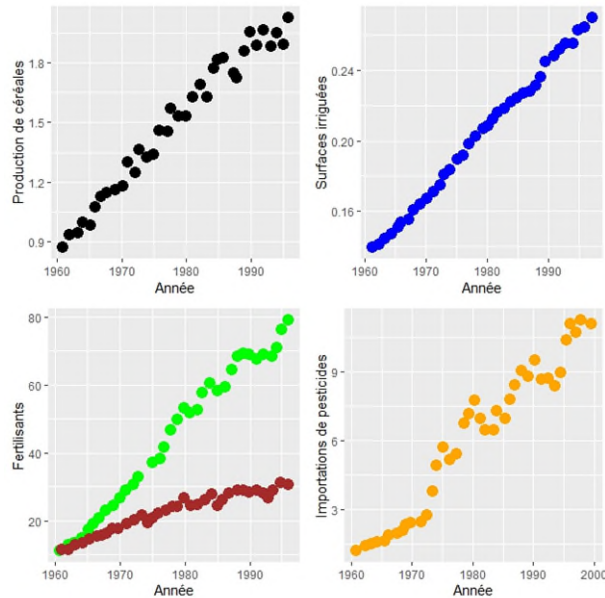 Production de céréales
1.8
1.5
1.2
0.9
1960 1970 1980 1990
Année
Surfaces irriguées
0.24
0.20
0.16
1960 1970 1980 1990
Année
Fertilisants
80
60
40
20
1960 1970 1980 1990
Année
Importations de pesticides
9
6
3
1960 1970 1980 1990 2000
Année